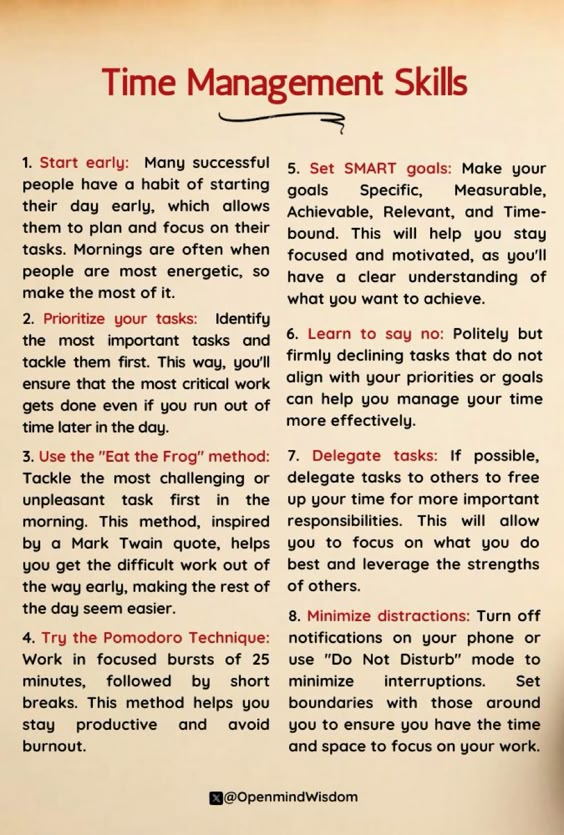 Time Management Skills
1. Start early: Many successful
people have a habit of starting
their day early, which allows
them to plan and focus on their
tasks. Mornings are often when
people are most energetic, so
make the most of it.
2. Prioritize your tasks: Identify
the most important tasks and
tackle them first. This way, you'll
ensure that the most critical work
gets done even if you run out of
time later in the day.
3. Use the "Eat the Frog" method:
Tackle the most challenging or
unpleasant task first in the
morning. This method, inspired
by a Mark Twain quote, helps
you get the difficult work out of
the way early, making the rest of
the day seem easier.
4. Try the Pomodoro Technique:
Work in focused bursts of 25
minutes, followed by short
breaks. This method helps you
stay productive and avoid
burnout.
5. Set SMART goals: Make your
goals Specific, Measurable,
Achievable, Relevant, and Time-
bound. This will help you stay
focused and motivated, as you'll
have a clear understanding of
what you want to achieve.
6. Learn to say no: Politely but
firmly declining tasks that do not
align with your priorities or goals
can help you manage your time
more effectively.
7. Delegate tasks: If possible,
delegate tasks to others to free
up your time for more important
responsibilities. This will allow
you to focus on what you do
best and leverage the strengths
of others.
8. Minimize distractions: Turn off
notifications on your phone or
use "Do Not Disturb" mode to
minimize interruptions. Set
boundaries with those around
you to ensure you have the time
and space to focus on your work.
X @OpenmindWisdom